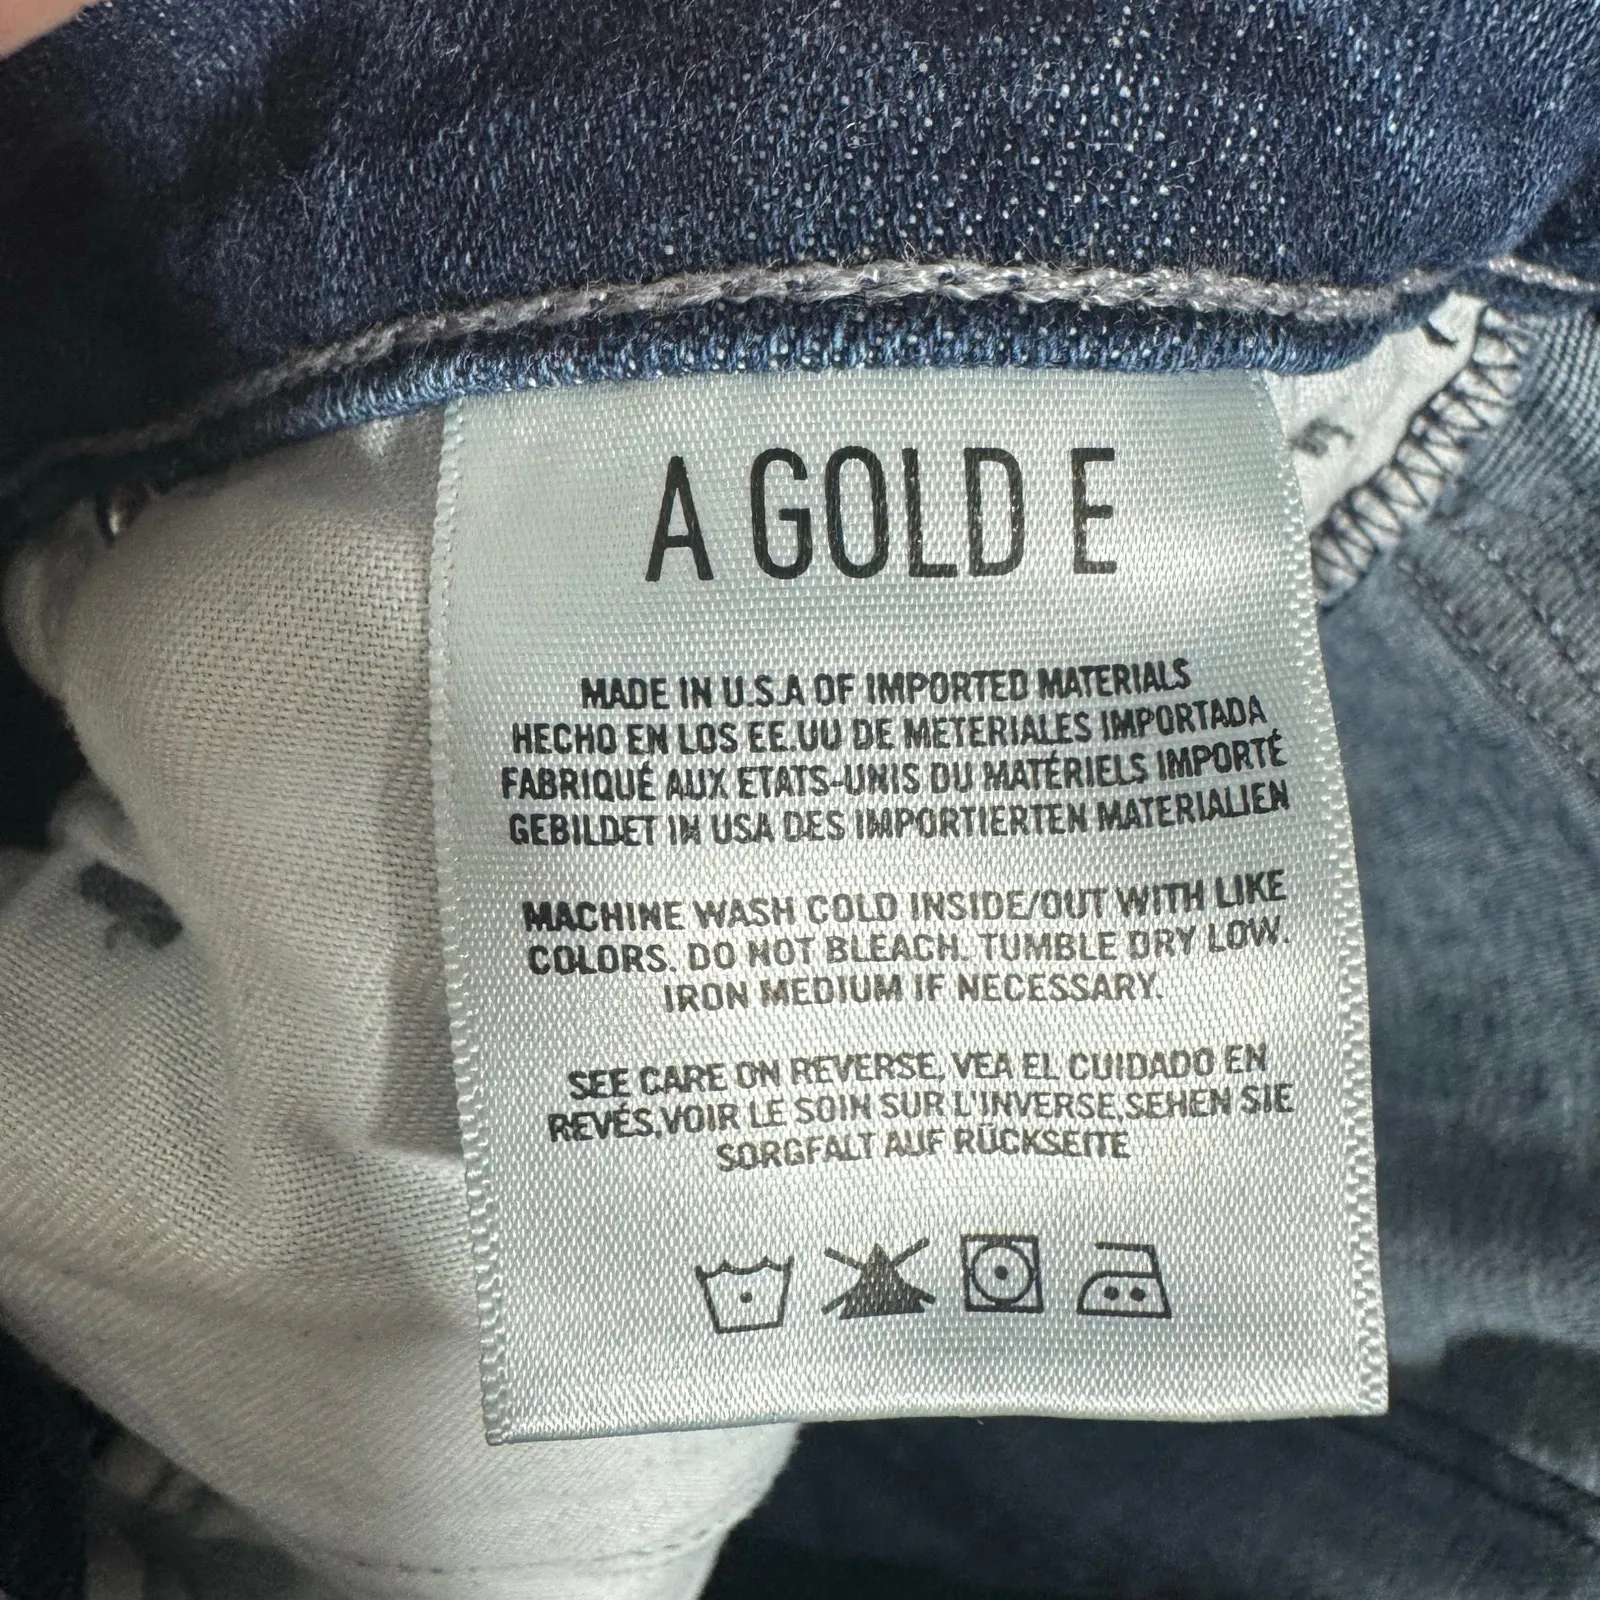 A GOLD E
MADE IN U.S.A OF IMPORTED MATERIALS
HECHO EN LOS EE.UU DE METERIALES IMPORTADA
FABRIQUÉ AUX ETATS-UNIS DU MATÉRIELS IMPORTÉ
GEBILDET IN USA DES IMPORTIERTEN MATERIALIEN
MACHINE WASH COLD INSIDE/OUT WITH LIKE
COLORS. DO NOT BLEACH. TUMBLE DRY LOW.
IRON MEDIUM IF NECESSARY.
SEE CARE ON REVERSE, VEA EL CUIDADO EN
REVÉS,VOIR LE SOIN SUR L'INVERSE,SEHEN SIE
SORGFALT AUF RÜCKSEITE